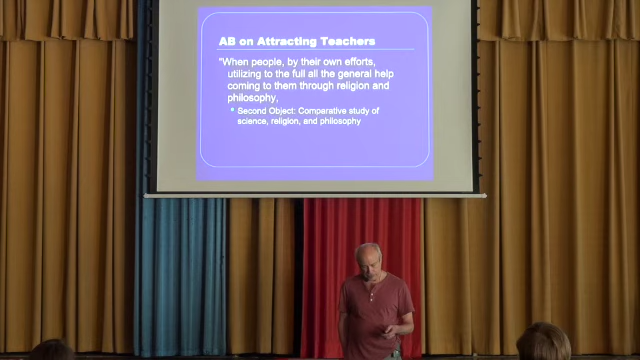 AB on Attracting Teachers
"When people, by their own efforts,
utilizing to the full all the general help
coming to them through religion and
philosophy,
Second Object: Comparative study of
science, religion, and philosophy